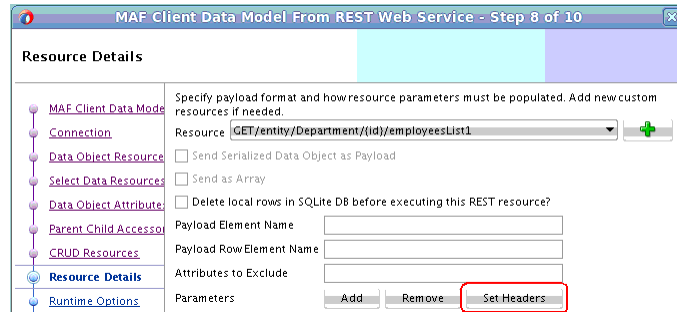 MAF Client Data Model From REST Web Service - Step 8 of 10
Resource Details
MAF Client Data Mode
Connection
Data Object Resource
Select Data Resources
Data Object Attribute
Parent Child Accesso
CRUD Resources
Resource Details
Runtime Options
Specify payload format and how resource parameters must be populated. Add new custom
resources if needed.
Resource GET/entity/Department/{id}/employeesList1
Send Serialized Data Object as Payload
Send as Array
Delete local rows in SQLite DB before executing this REST resource?
Payload Element Name
Payload Row Element Name
Attributes to Exclude
Parameters Add Remove Set Headers